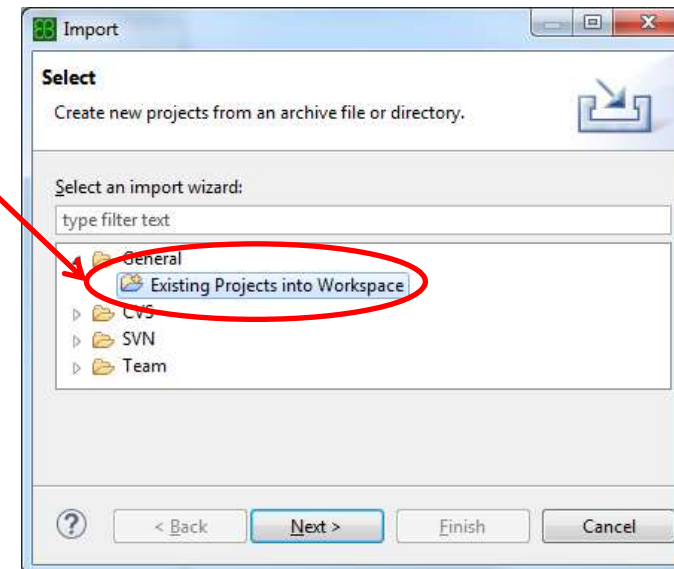 Import
Select
Create new projects from an archive file or directory.
Select an import wizard:
type filter text
General
Existing Projects into Workspace
CVS
SVN
Team
? < Back Next > Finish Cancel